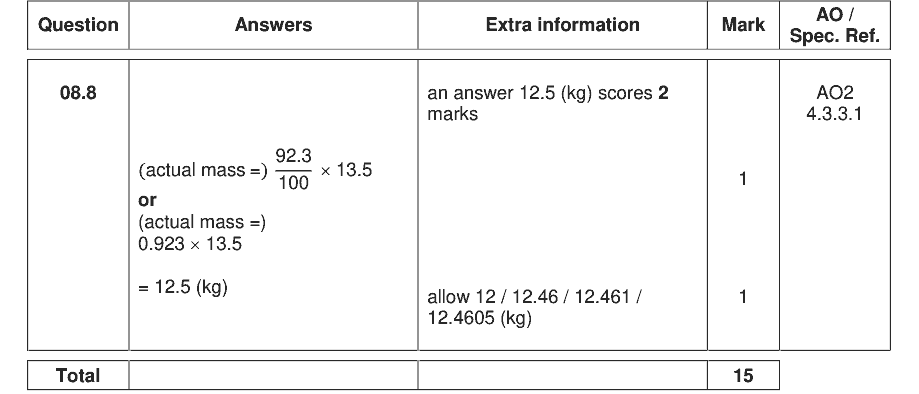 Question Answers Extra information Mark AO /
Spec. Ref.
08.8 an answer 12.5 (kg) scores 2 AO2
marks 4.3.3.1
(actual mass =) 92.3/100 × 13.5 1
or
(actual mass =)
0.923 × 13.5
= 12.5 (kg) allow 12 / 12.46 / 12.461 / 1
12.4605 (kg)
Total 15